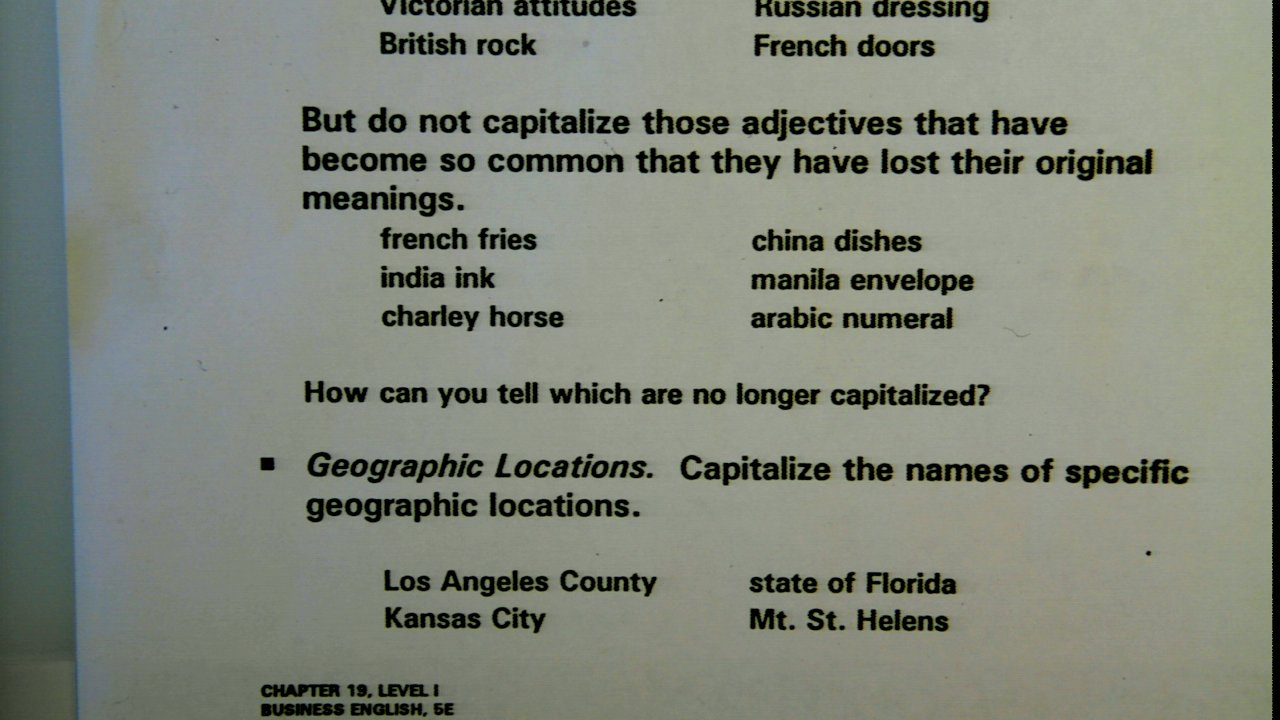 Victorian attitudes Russian dressing
British rock French doors
But do not capitalize those adjectives that have
become so common that they have lost their original
meanings.
french fries china dishes
india ink manila envelope
charley horse arabic numeral
How can you tell which are no longer capitalized?
■ Geographic Locations. Capitalize the names of specific
geographic locations.
Los Angeles County state of Florida
Kansas City Mt. St. Helens
CHAPTER 19, LEVEL I
BUSINESS ENGLISH, 5E